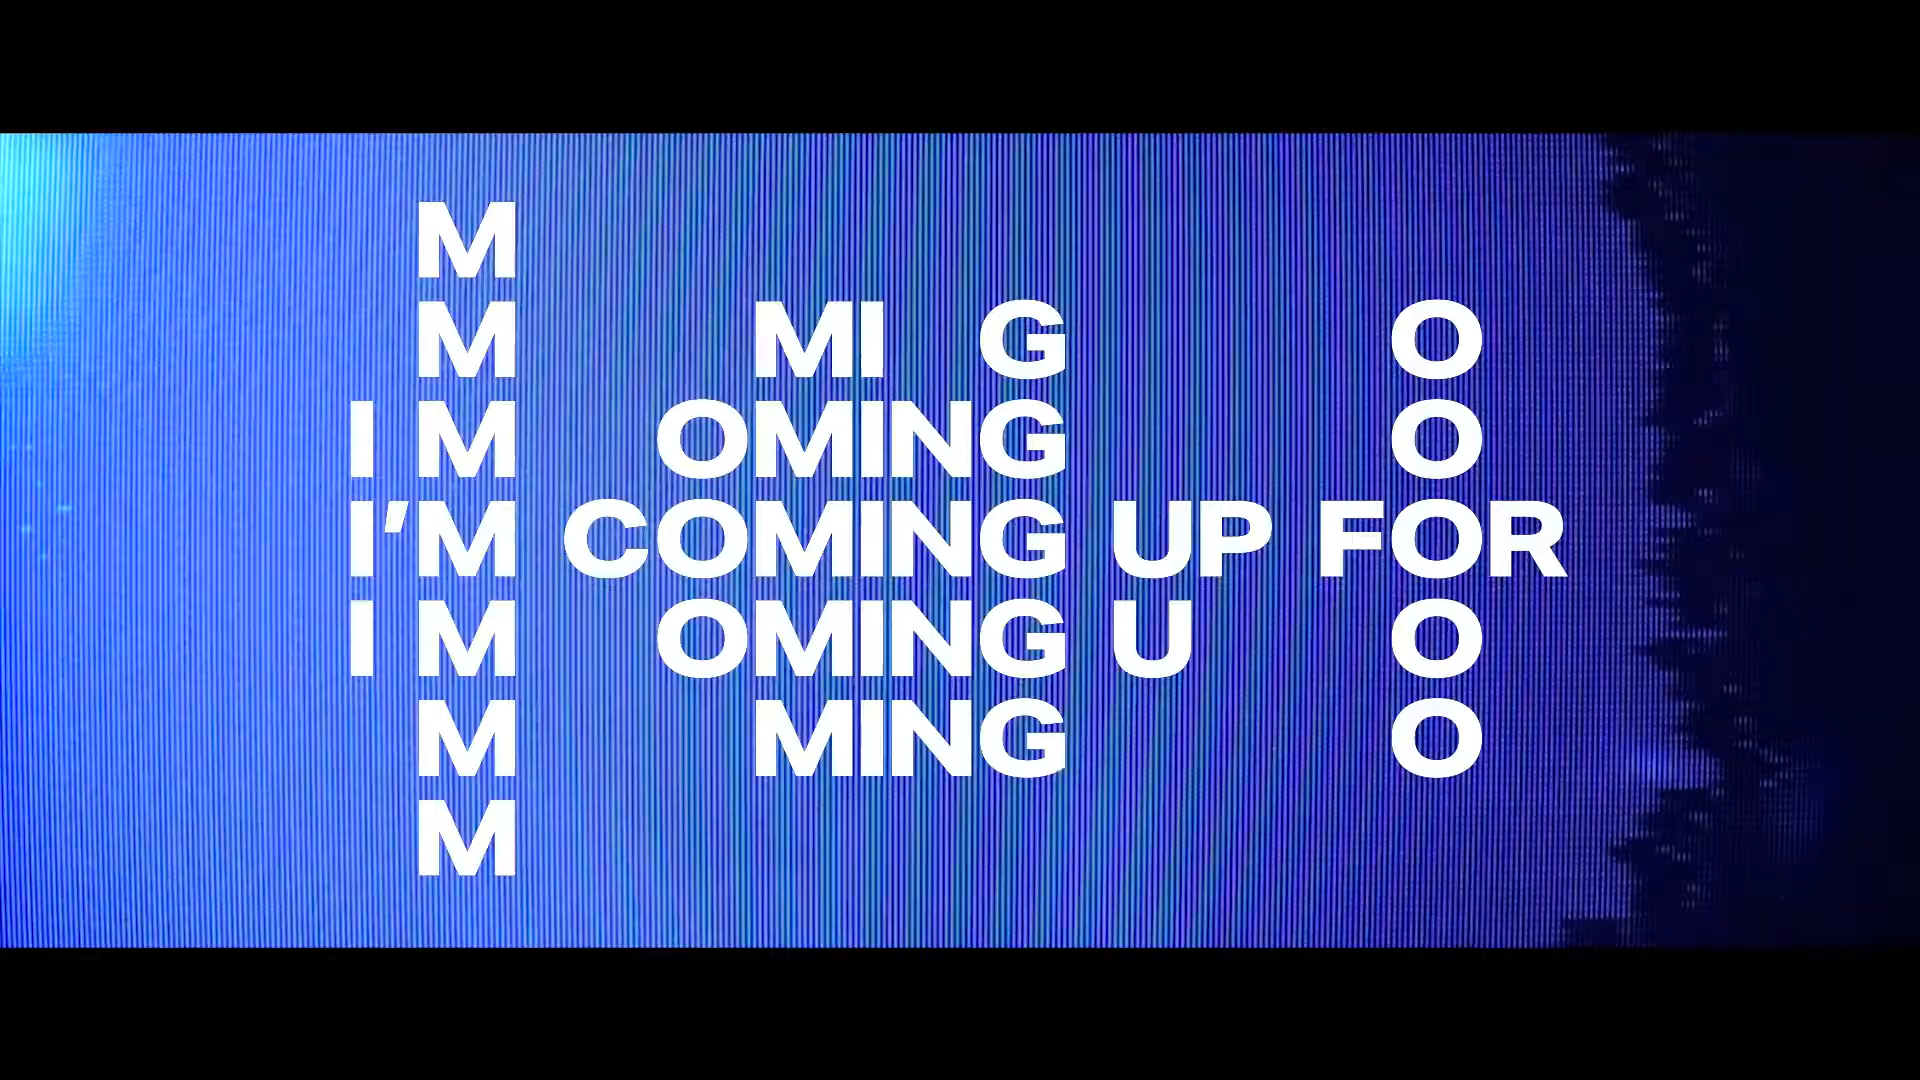 M
M MI G O
I M OMING O
I'M COMING UP FOR
I M OMING U O
M MING O
M